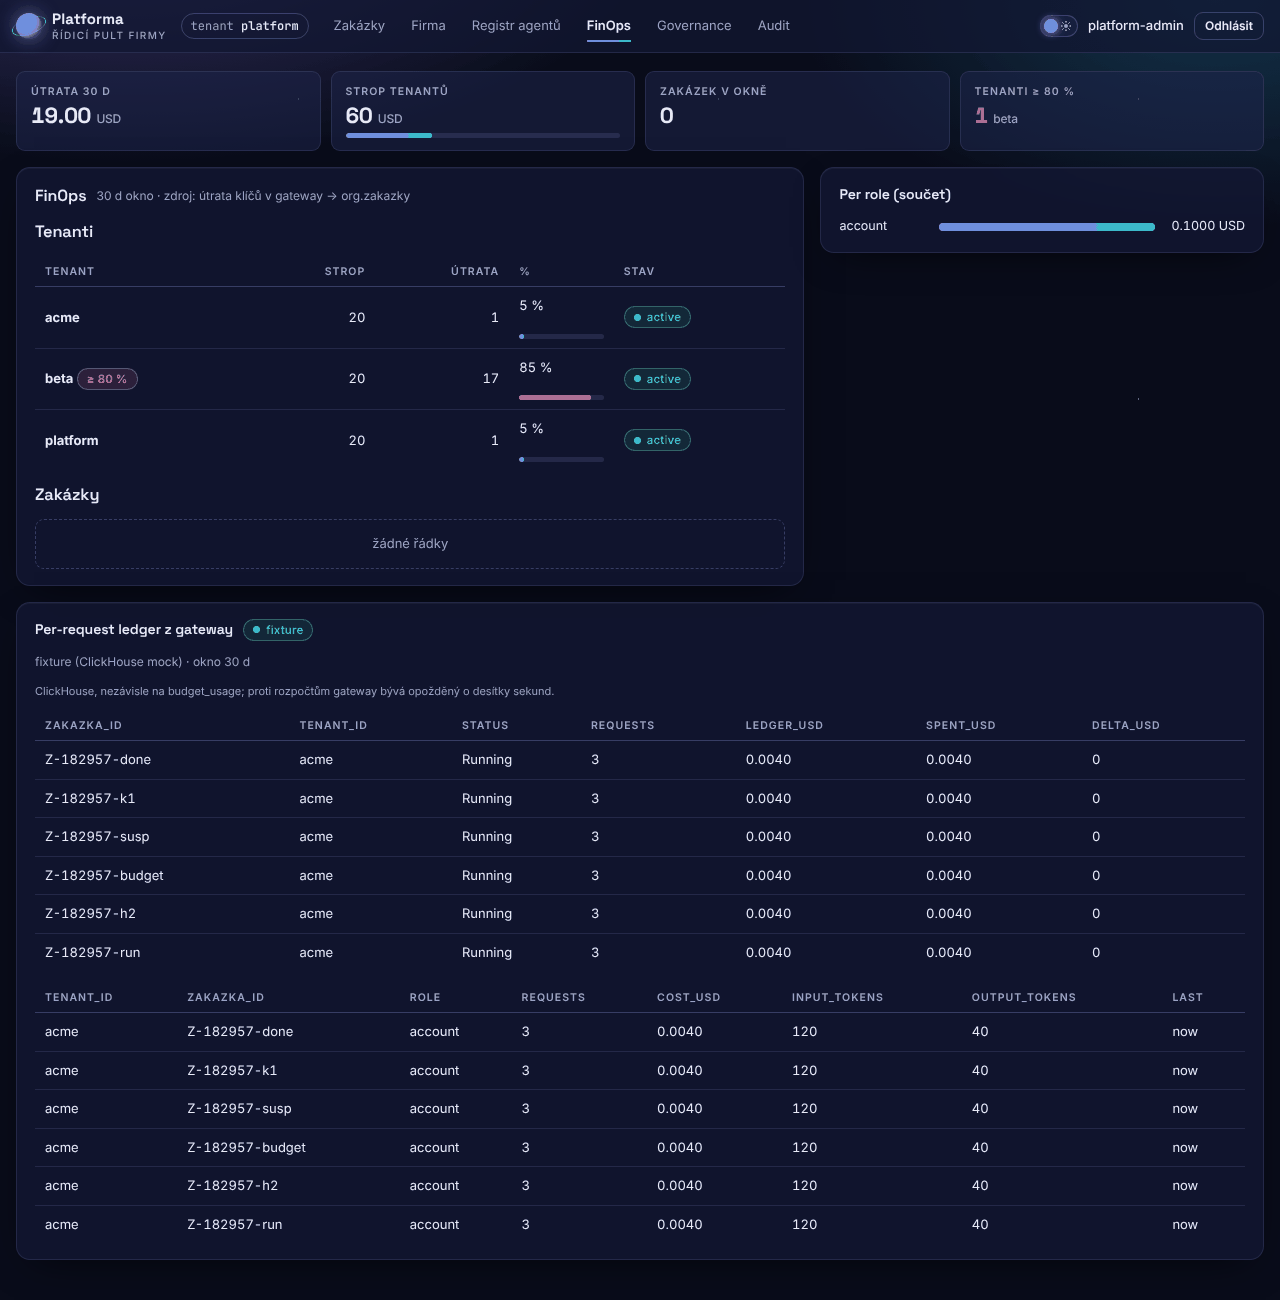 Platforma
ŘÍDICÍ PULT FIRMY
tenant platform
Zakázky Firma Registr agentů FinOps Governance Audit
platform-admin Odhlásit
ÚTRATA 30 D
19.00 USD
STROP TENANTŮ
60 USD
ZAKÁZEK V OKNĚ
0
TENANTI ≥ 80 %
1 beta
FinOps 30 d okno · zdroj: útrata klíčů v gateway → org.zakazky
Tenanti
TENANT STROP ÚTRATA % STAV
acme 20 1 5 % active
beta ≥ 80 % 20 17 85 % active
platform 20 1 5 % active
Zakázky
žádné řádky
Per role (součet)
account 0.1000 USD
Per-request ledger z gateway fixture
fixture (ClickHouse mock) · okno 30 d
ClickHouse, nezávisle na budget_usage; proti rozpočtům gateway bývá opožděný o desítky sekund.
ZAKAZKA_ID TENANT_ID STATUS REQUESTS LEDGER_USD SPENT_USD DELTA_USD
Z-182957-done acme Running 3 0.0040 0.0040 0
Z-182957-k1 acme Running 3 0.0040 0.0040 0
Z-182957-susp acme Running 3 0.0040 0.0040 0
Z-182957-budget acme Running 3 0.0040 0.0040 0
Z-182957-h2 acme Running 3 0.0040 0.0040 0
Z-182957-run acme Running 3 0.0040 0.0040 0
TENANT_ID ZAKAZKA_ID ROLE REQUESTS COST_USD INPUT_TOKENS OUTPUT_TOKENS LAST
acme Z-182957-done account 3 0.0040 120 40 now
acme Z-182957-k1 account 3 0.0040 120 40 now
acme Z-182957-susp account 3 0.0040 120 40 now
acme Z-182957-budget account 3 0.0040 120 40 now
acme Z-182957-h2 account 3 0.0040 120 40 now
acme Z-182957-run account 3 0.0040 120 40 now